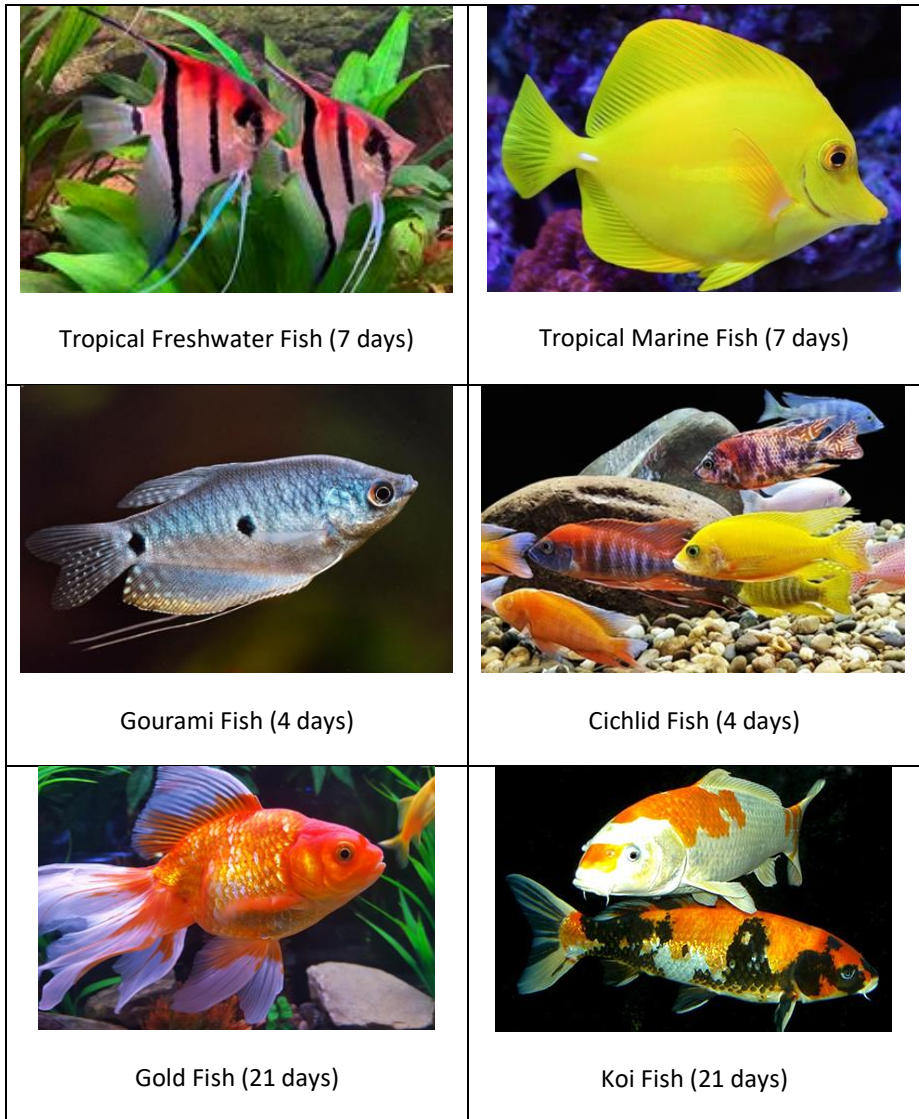 Tropical Freshwater Fish (7 days)
Tropical Marine Fish (7 days)
Gourami Fish (4 days)
Cichlid Fish (4 days)
Gold Fish (21 days)
Koi Fish (21 days)